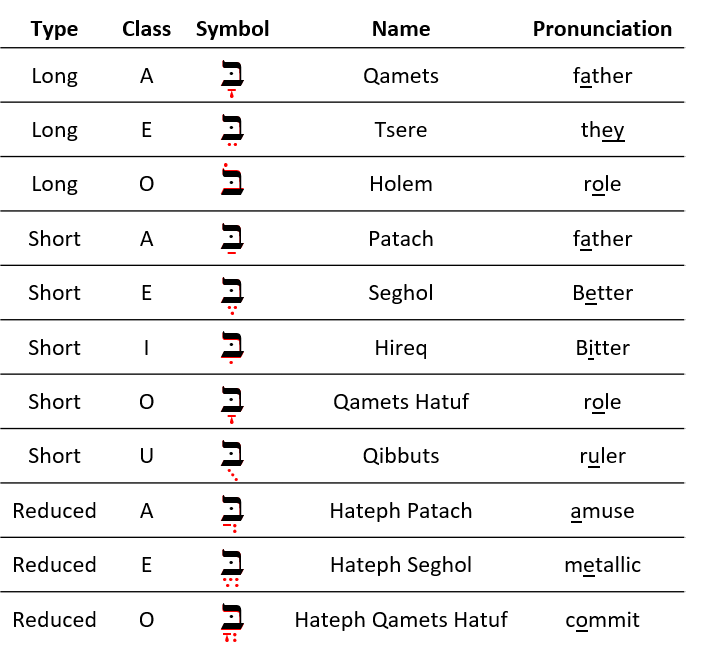 Type Class Symbol Name Pronunciation
Long A בָּ Qamets father
Long E בֵּ Tsere they
Long O בֹּ Holem role
Short A בַּ Patach father
Short E בֶּ Seghol Better
Short I בִּ Hireq Bitter
Short O בָּ Qamets Hatuf role
Short U בֻּ Qibbuts ruler
Reduced A בֲּ Hateph Patach amuse
Reduced E בֱּ Hateph Seghol metallic
Reduced O בֳּ Hateph Qamets Hatuf commit